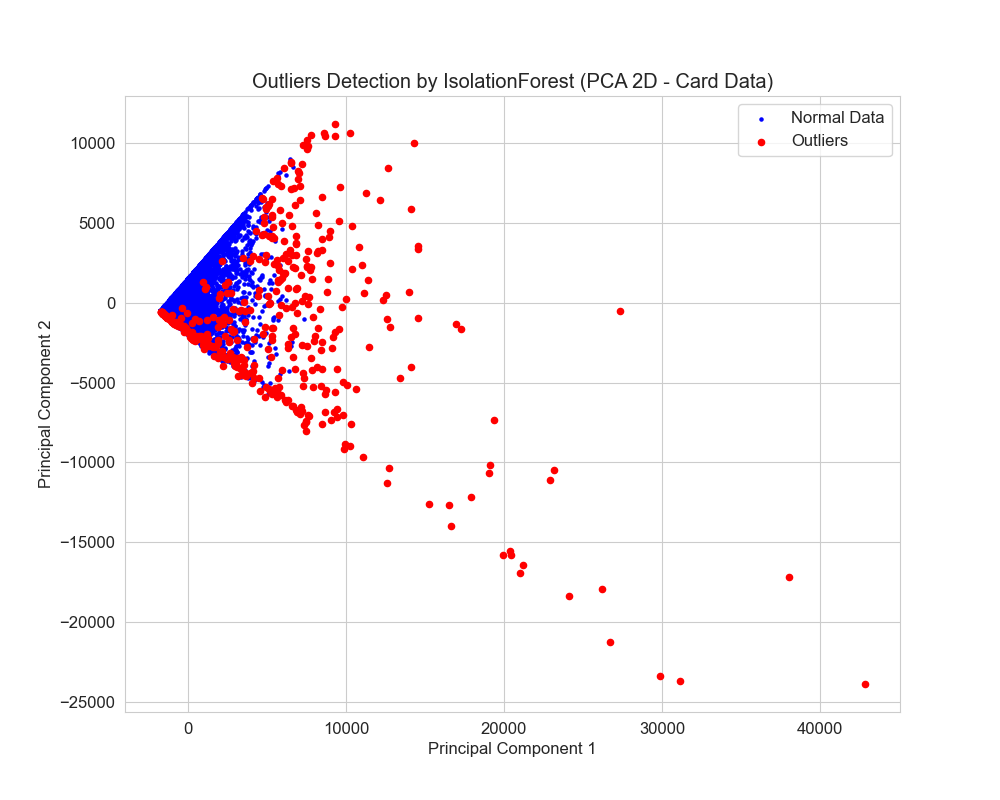 Outliers Detection by IsolationForest (PCA 2D - Card Data)
Normal Data
Outliers
10000
5000
0
−5000
−10000
−15000
−20000
−25000
Principal Component 2
0
10000
20000
30000
40000
Principal Component 1